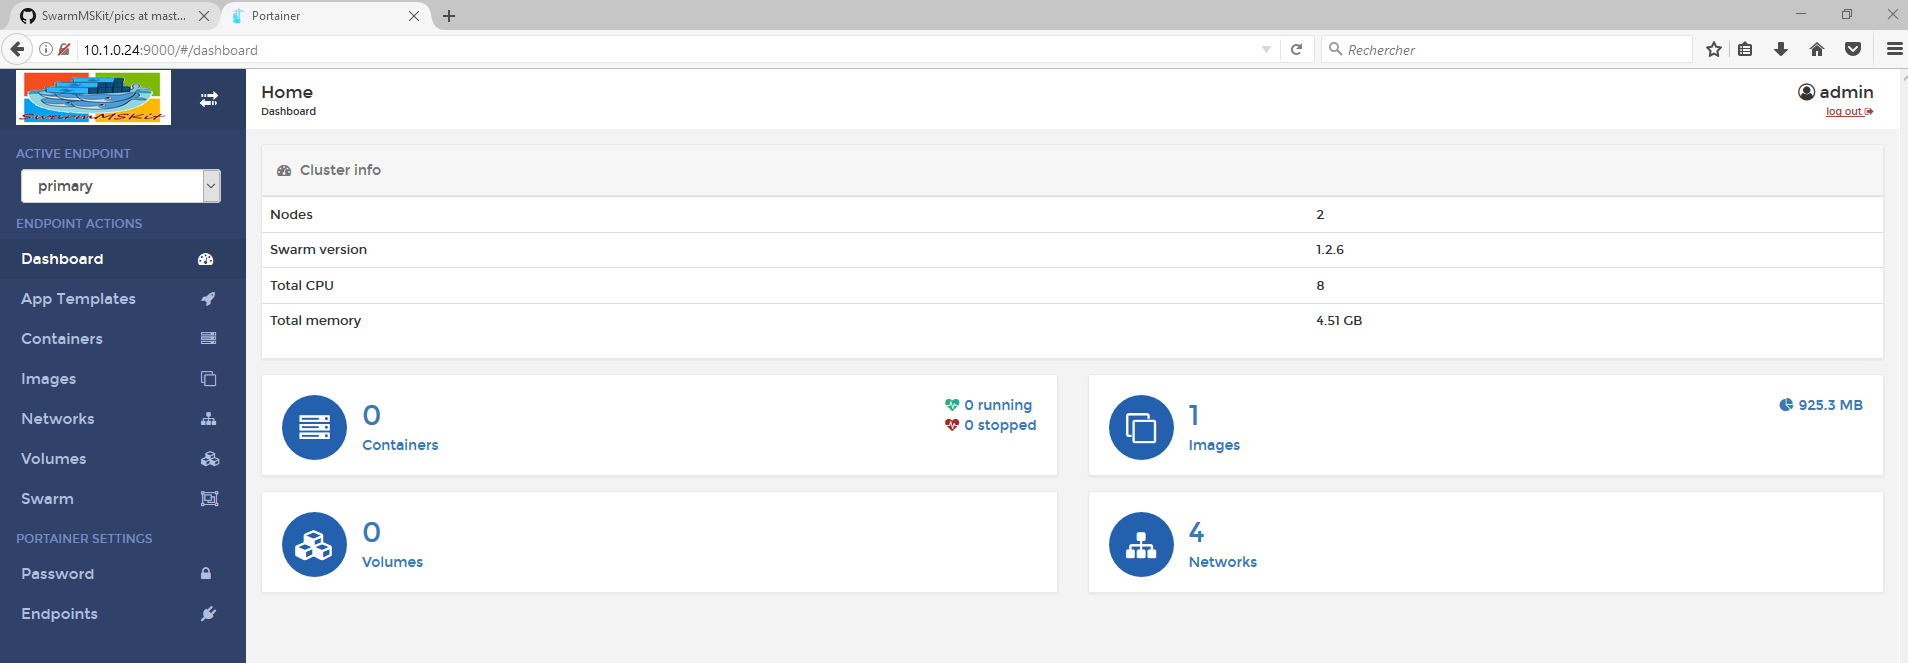 SwarmMSKit/pics at mast...
Portainer
10.1.0.24:9000/#/dashboard
Rechercher
SwarmMSKit
Home
Dashboard
admin
log out
ACTIVE ENDPOINT
primary
ENDPOINT ACTIONS
Dashboard
App Templates
Containers
Images
Networks
Volumes
Swarm
PORTAINER SETTINGS
Password
Endpoints
Cluster info
Nodes 2
Swarm version 1.2.6
Total CPU 8
Total memory 4.51 GB
0
Containers
0 running
0 stopped
1
Images
925.3 MB
0
Volumes
4
Networks